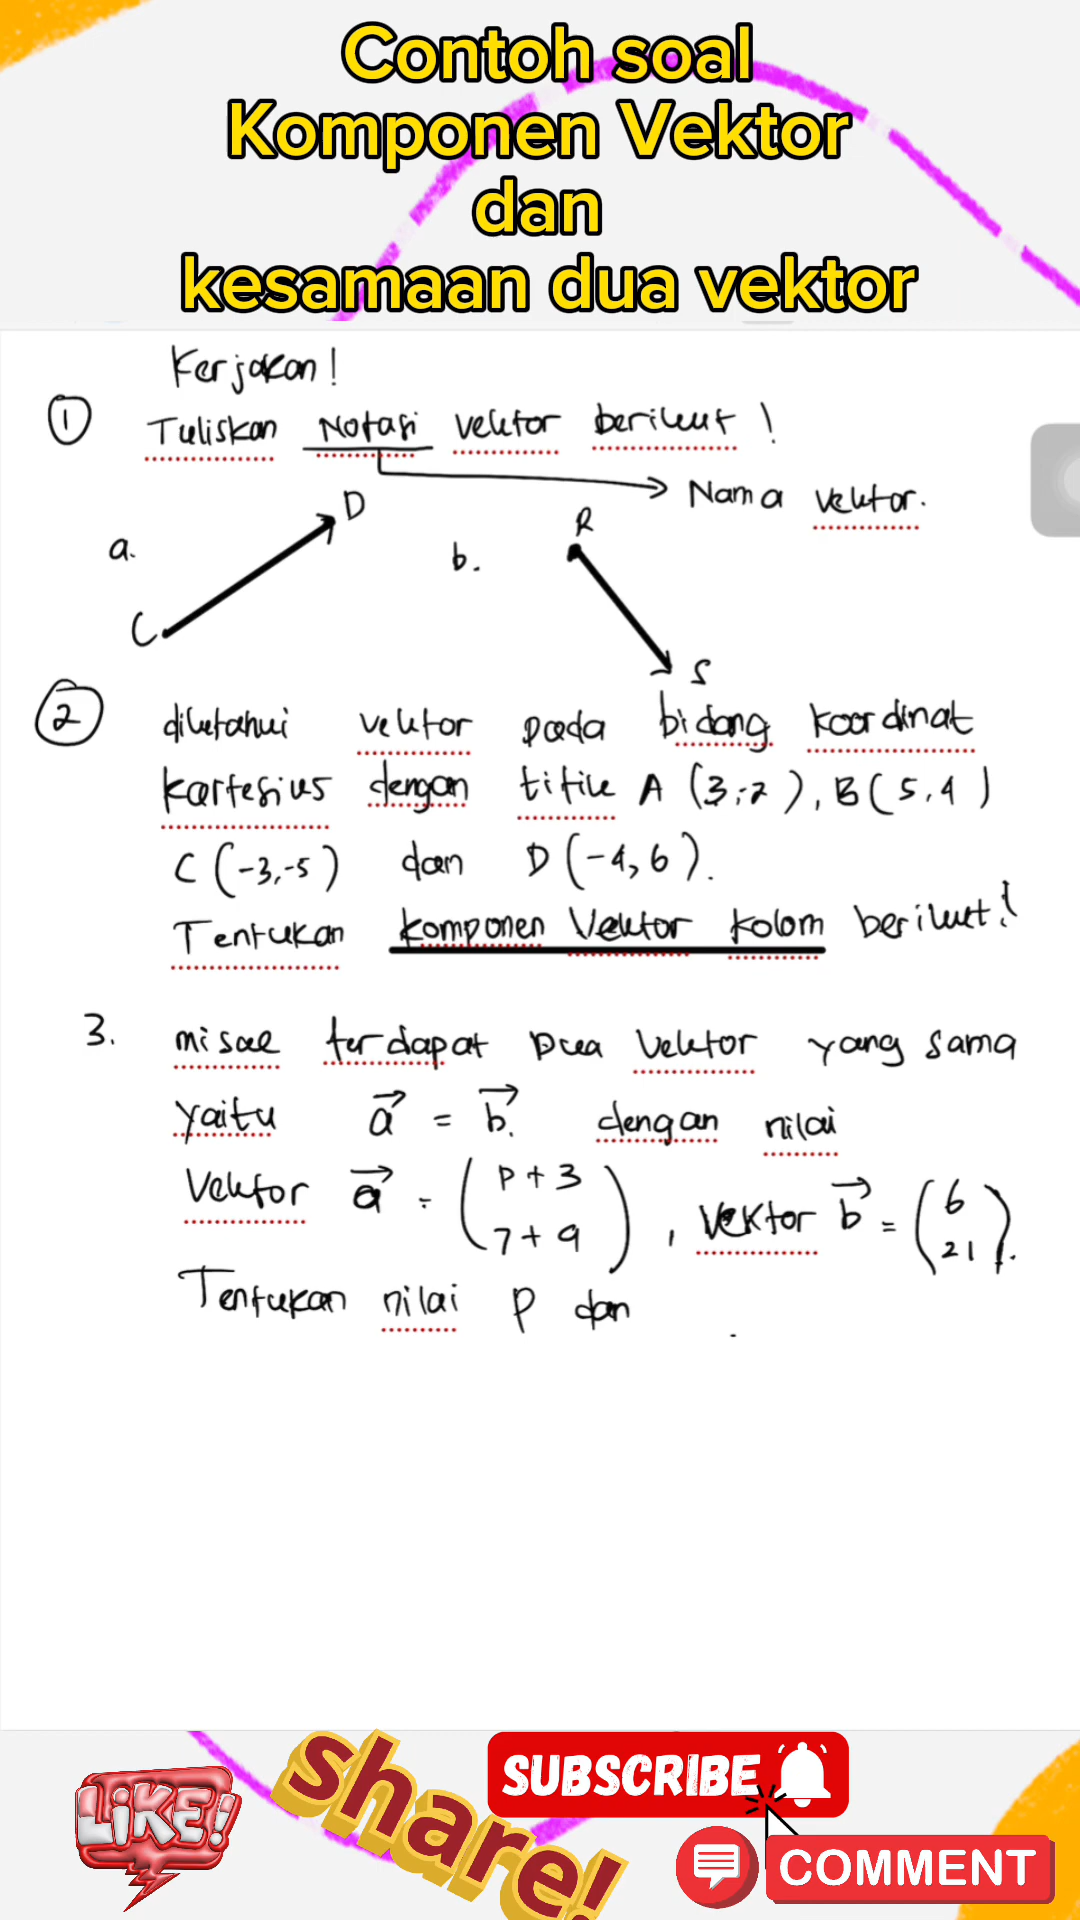 Contoh soal
Komponen Vektor
dan
kesamaan dua vektor
Kerjakan!
① Tuliskan Notasi vektor berikut!
Nama vektor.
a. C D b. R S
② diketahui vektor pada bidang koordinat
kartesius dengan titik A (3,-2), B(5,4)
C (-3,-5) dan D (-4,6).
Tentukan komponen Vektor kolom berikut!
3. misal terdapat Dua Vektor yang sama
yaitu a = b. dengan nilai
Vektor a = (p+3 7+9), Vektor b = (6 21).
Tentukan nilai p dan
LIKE!
share!
SUBSCRIBE
COMMENT